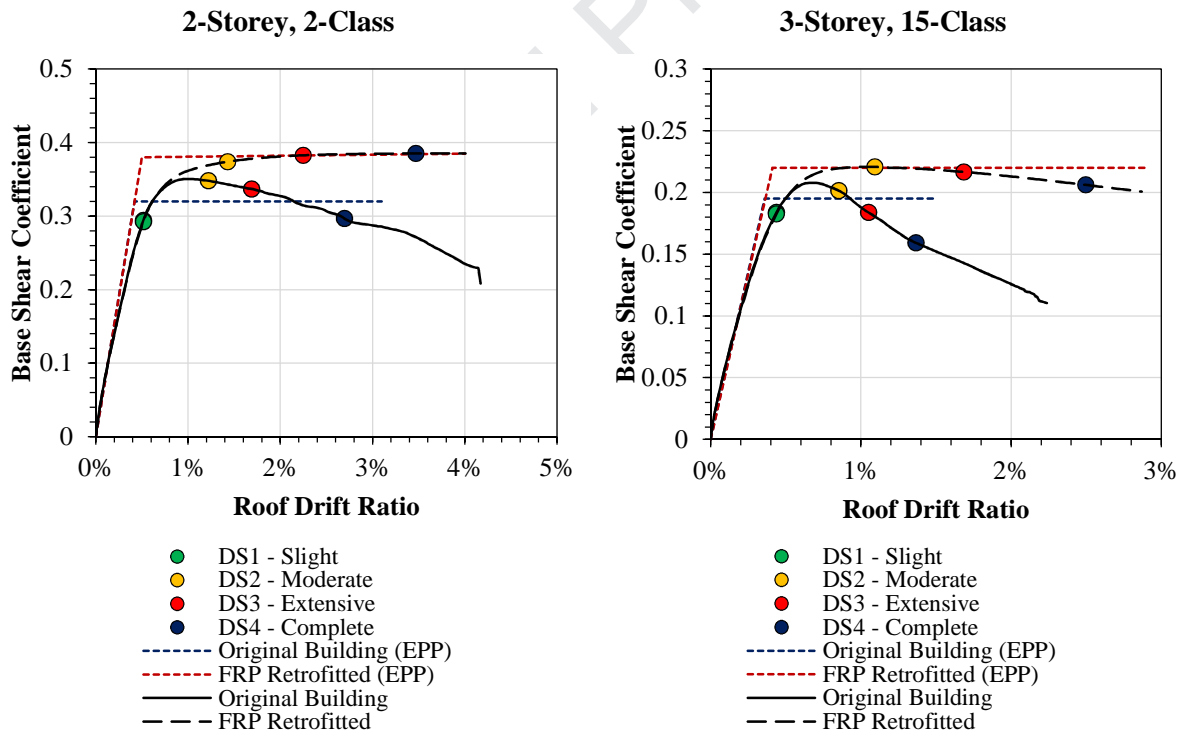 2-Storey, 2-Class
0.5
0.4
0.3
0.2
0.1
0
0%
1%
2%
3%
4%
5%
Base Shear Coefficient
Roof Drift Ratio
DS1 - Slight
DS2 - Moderate
DS3 - Extensive
DS4 - Complete
Original Building (EPP)
FRP Retrofitted (EPP)
Original Building
FRP Retrofitted
3-Storey, 15-Class
0.3
0.25
0.2
0.15
0.1
0.05
0
0%
1%
2%
3%
Base Shear Coefficient
Roof Drift Ratio
DS1 - Slight
DS2 - Moderate
DS3 - Extensive
DS4 - Complete
Original Building (EPP)
FRP Retrofitted (EPP)
Original Building
FRP Retrofitted